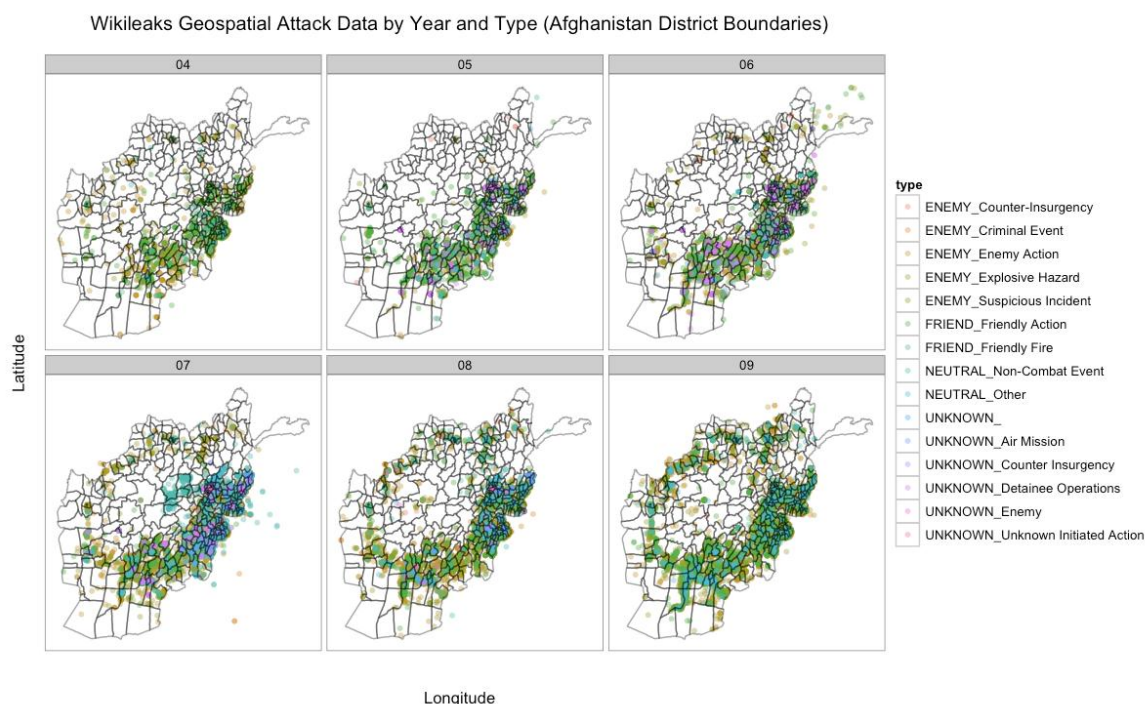 Wikileaks Geospatial Attack Data by Year and Type (Afghanistan District Boundaries)
04
05
06
07
08
09
Latitude
Longitude
type
ENEMY_Counter-Insurgency
ENEMY_Criminal Event
ENEMY_Enemy Action
ENEMY_Explosive Hazard
ENEMY_Suspicious Incident
FRIEND_Friendly Action
FRIEND_Friendly Fire
NEUTRAL_Non-Combat Event
NEUTRAL_Other
UNKNOWN_
UNKNOWN_Air Mission
UNKNOWN_Counter Insurgency
UNKNOWN_Detainee Operations
UNKNOWN_Enemy
UNKNOWN_Unknown Initiated Action